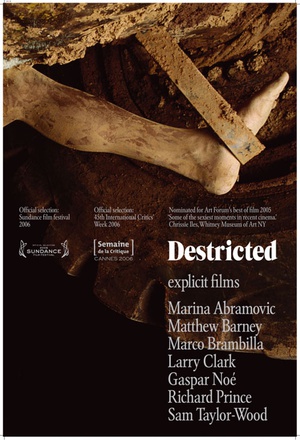 Official selection:
Sundance film festival
2006
Official selection:
45th International Critics'
Week 2006
Nominated for Art Forum's best of film 2005
'Some of the sexiest moments in recent cinema.'
Chrissie Iles, Whitney Museum of Art NY
SUNDANCE
Semaine
de la Critique
CANNES 2006
Destricted
explicit films
Marina Abramovic
Matthew Barney
Marco Brambilla
Larry Clark
Gaspar Noé
Richard Prince
Sam Taylor-Wood